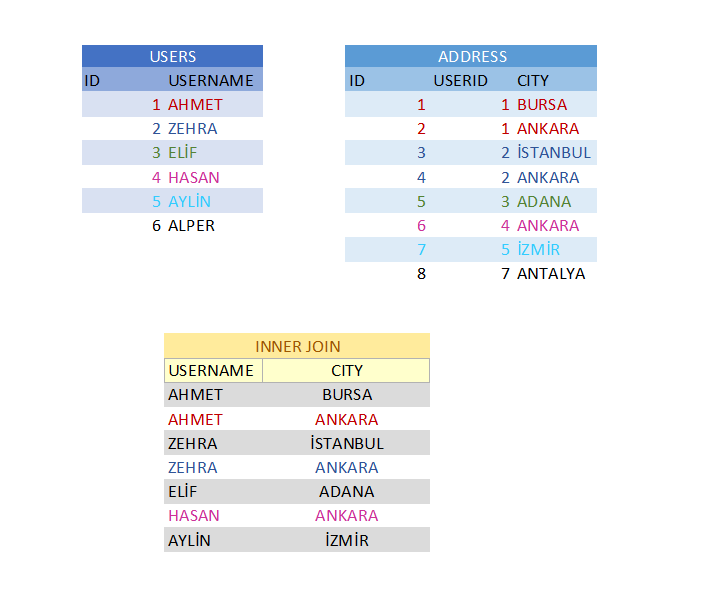 USERS
ID USERNAME
1 AHMET
2 ZEHRA
3 ELİF
4 HASAN
5 AYLİN
6 ALPER
ADDRESS
ID USERID CITY
1 1 BURSA
2 1 ANKARA
3 2 İSTANBUL
4 2 ANKARA
5 3 ADANA
6 4 ANKARA
7 5 İZMİR
8 7 ANTALYA
INNER JOIN
USERNAME CITY
AHMET BURSA
AHMET ANKARA
ZEHRA İSTANBUL
ZEHRA ANKARA
ELİF ADANA
HASAN ANKARA
AYLİN İZMİR